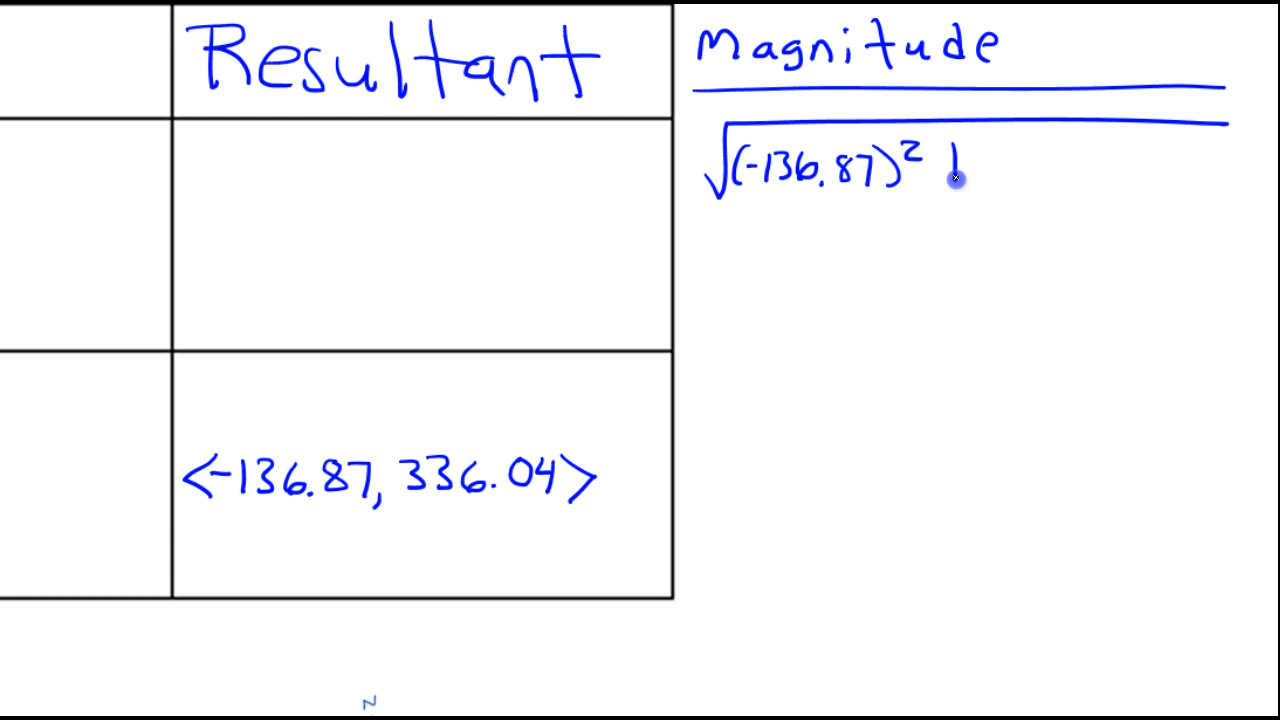 Resultant
Magnitude
√(-136.87)²
<-136.87, 336.04>
N